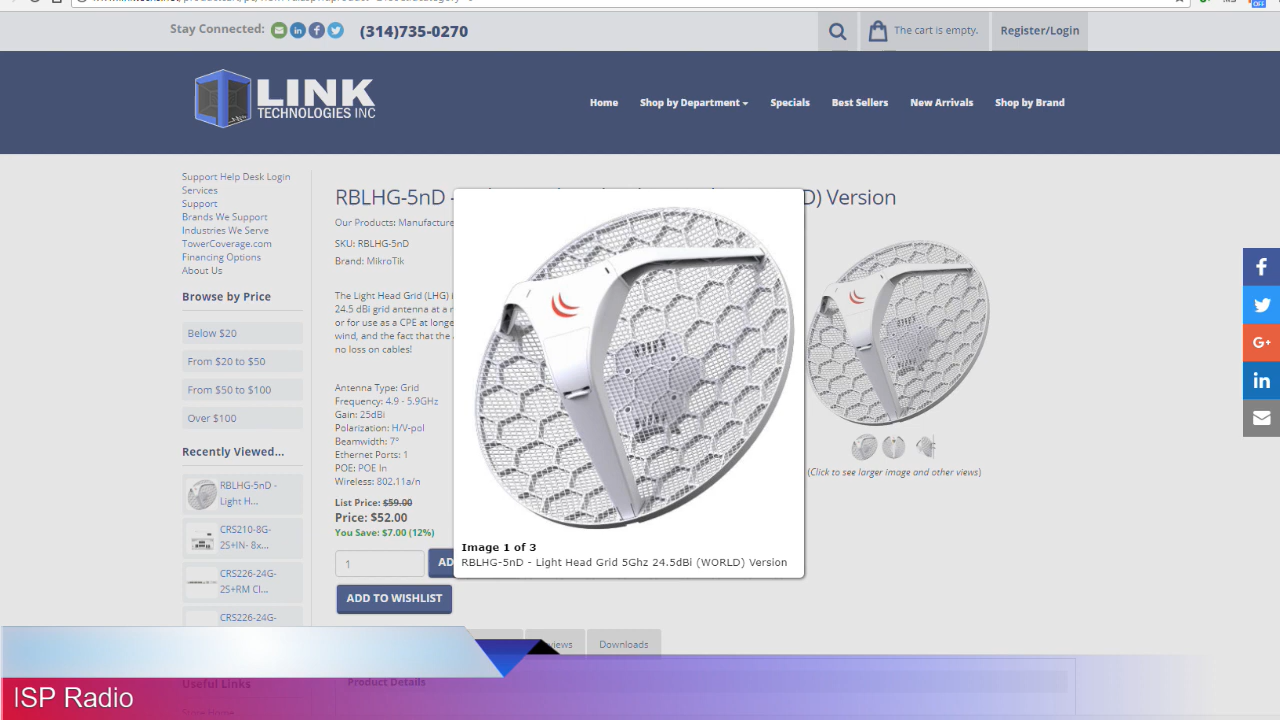 Stay Connected: (314)735-0270
The cart is empty. Register/Login
LINK
TECHNOLOGIES INC
Home Shop by Department Specials Best Sellers New Arrivals Shop by Brand
Support Help Desk Login
Services
Support
Brands We Support
Industries We Serve
TowerCoverage.com
Financing Options
About Us
Browse by Price
Below $20
From $20 to $50
From $50 to $100
Over $100
Recently Viewed...
RBLHG-5nD -
Light H...
CRS210-8G-
2S+IN- 8x...
CRS226-24G-
2S+RM Cl...
CRS226-24G-
Useful Links
RBLHG-5nD - D) Version
Our Products: Manufacture
SKU: RBLHG-5nD
Brand: MikroTik
The Light Head Grid (LHG) i
24.5 dBi grid antenna at a
or for use as a CPE at longe
wind, and the fact that the
no loss on cables!
Antenna Type: Grid
Frequency: 4.9 - 5.9GHz
Gain: 25dBi
Polarization: H/V-pol
Beamwidth: 7°
Ethernet Ports: 1
POE: POE In
Wireless: 802.11a/n
List Price: $59.00
Price: $52.00
You Save: $7.00 (12%)
1 AD
ADD TO WISHLIST
Image 1 of 3
RBLHG-5nD - Light Head Grid 5Ghz 24.5dBi (WORLD) Version
(Click to see larger image and other views)
iews Downloads
Product Details
ISP Radio